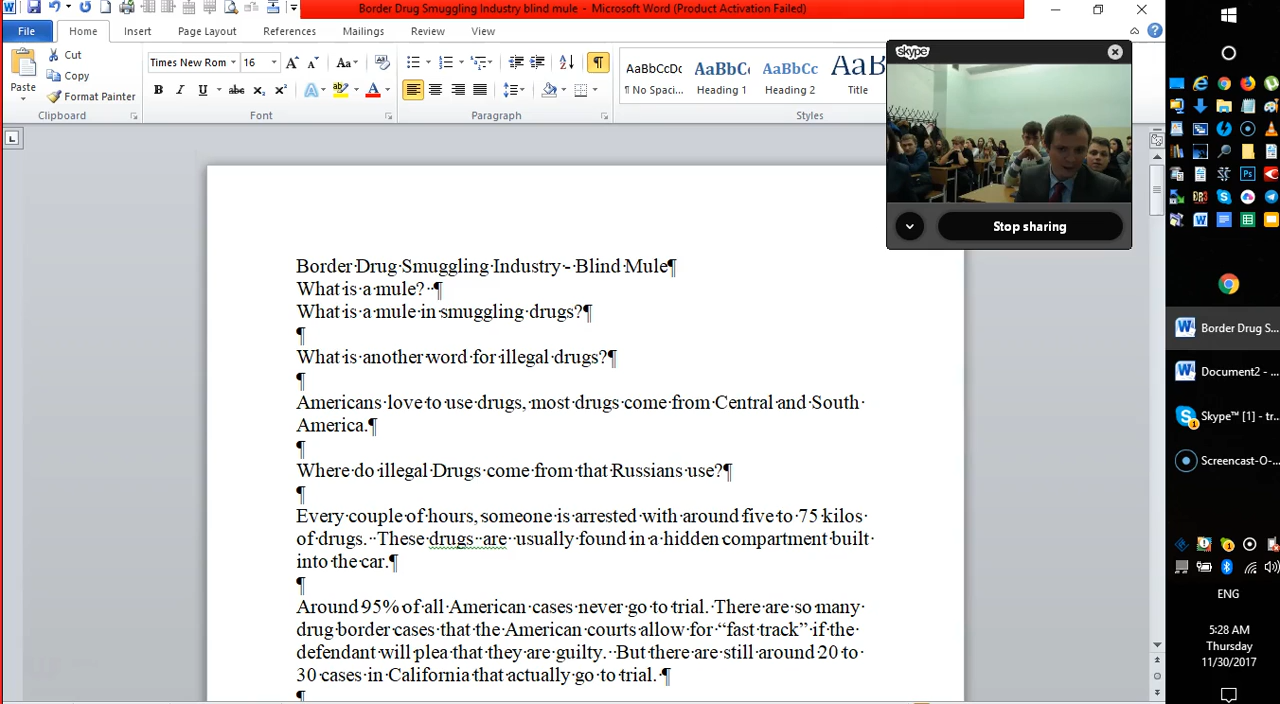 Border Drug Smuggling Industry blind mule - Microsoft Word (Product Activation Failed)
File Home Insert Page Layout References Mailings Review View
Paste
Cut
Copy
Format Painter
Clipboard
Times New Rom 16
Font
Paragraph
AaBbCcDc AaBbCc AaBbCc AaB
¶ No Spaci... Heading 1 Heading 2 Title
Styles
skype
Stop sharing
Border Drug Smuggling Industry - Blind Mule¶
What is a mule? ¶
What is a mule in smuggling drugs?¶
¶
What is another word for illegal drugs?¶
¶
Americans love to use drugs, most drugs come from Central and South
America.¶
¶
Where do illegal Drugs come from that Russians use?¶
¶
Every couple of hours, someone is arrested with around five to 75 kilos
of drugs. These drugs are usually found in a hidden compartment built
into the car.¶
¶
Around 95% of all American cases never go to trial. There are so many
drug border cases that the American courts allow for “fast track” if the
defendant will plea that they are guilty. But there are still around 20 to
30 cases in California that actually go to trial. ¶
¶
Border Drug S...
Document2 - ...
Skype™ [1] - tr...
Screencast-O-...
ENG
5:28 AM
Thursday
11/30/2017